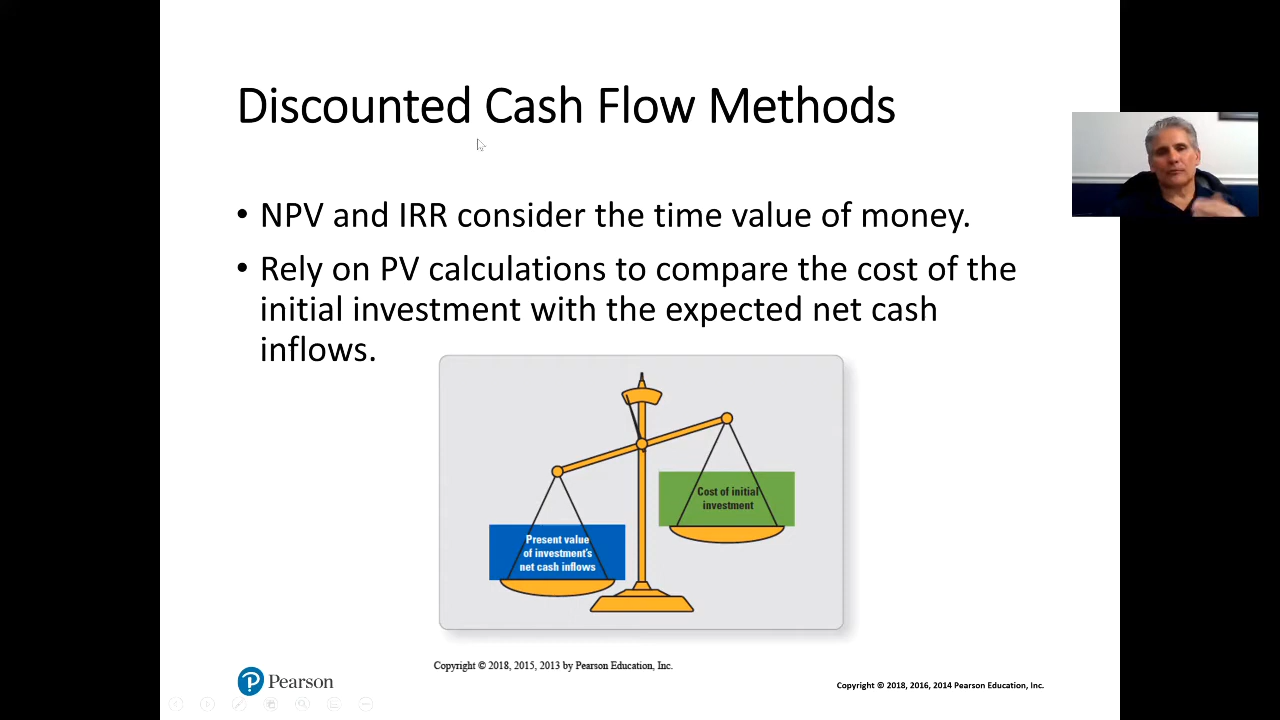 Discounted Cash Flow Methods
• NPV and IRR consider the time value of money.
• Rely on PV calculations to compare the cost of the
initial investment with the expected net cash
inflows.
Cost of initial
investment
Present value
of investment's
net cash inflows
Copyright © 2018, 2015, 2013 by Pearson Education, Inc.
Pearson
Copyright © 2018, 2016, 2014 Pearson Education, Inc.